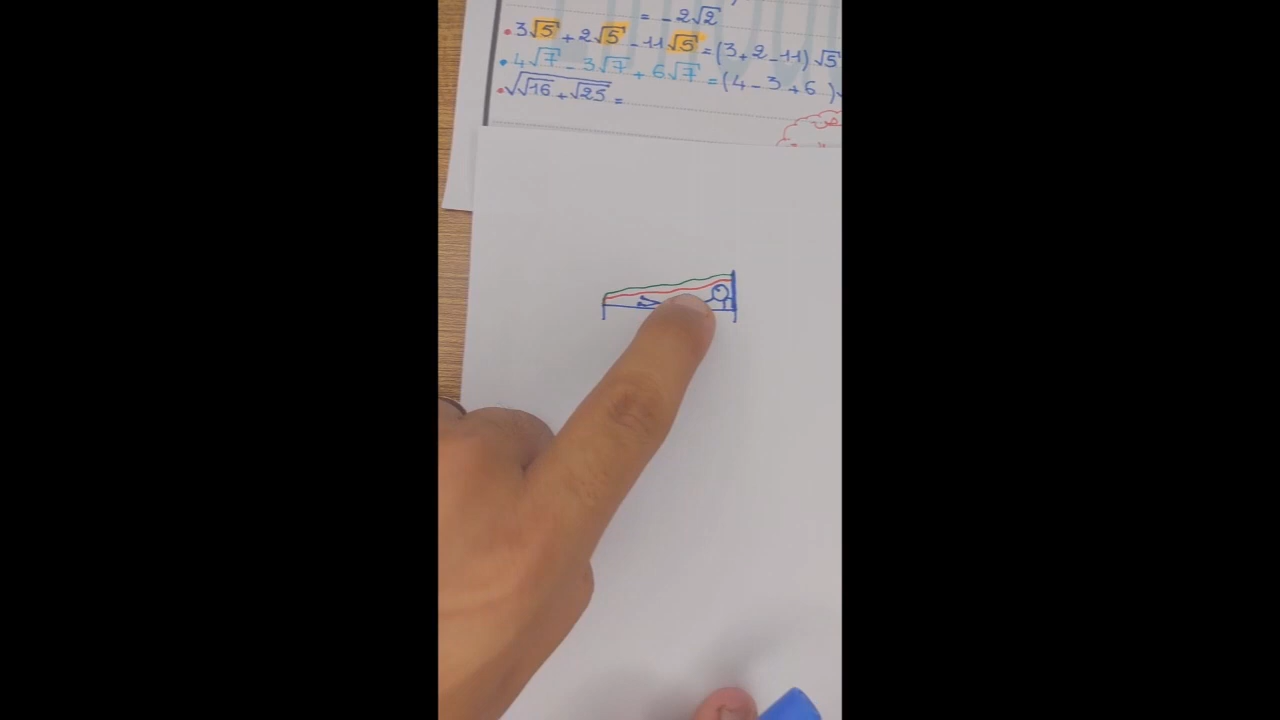 = -2√2
• 3√5 + 2√5 - 11√5 = (3+2-11)√5
• 4√7 - 3√7 + 6√7 = (4-3+6)
• √(√16 + √25) =